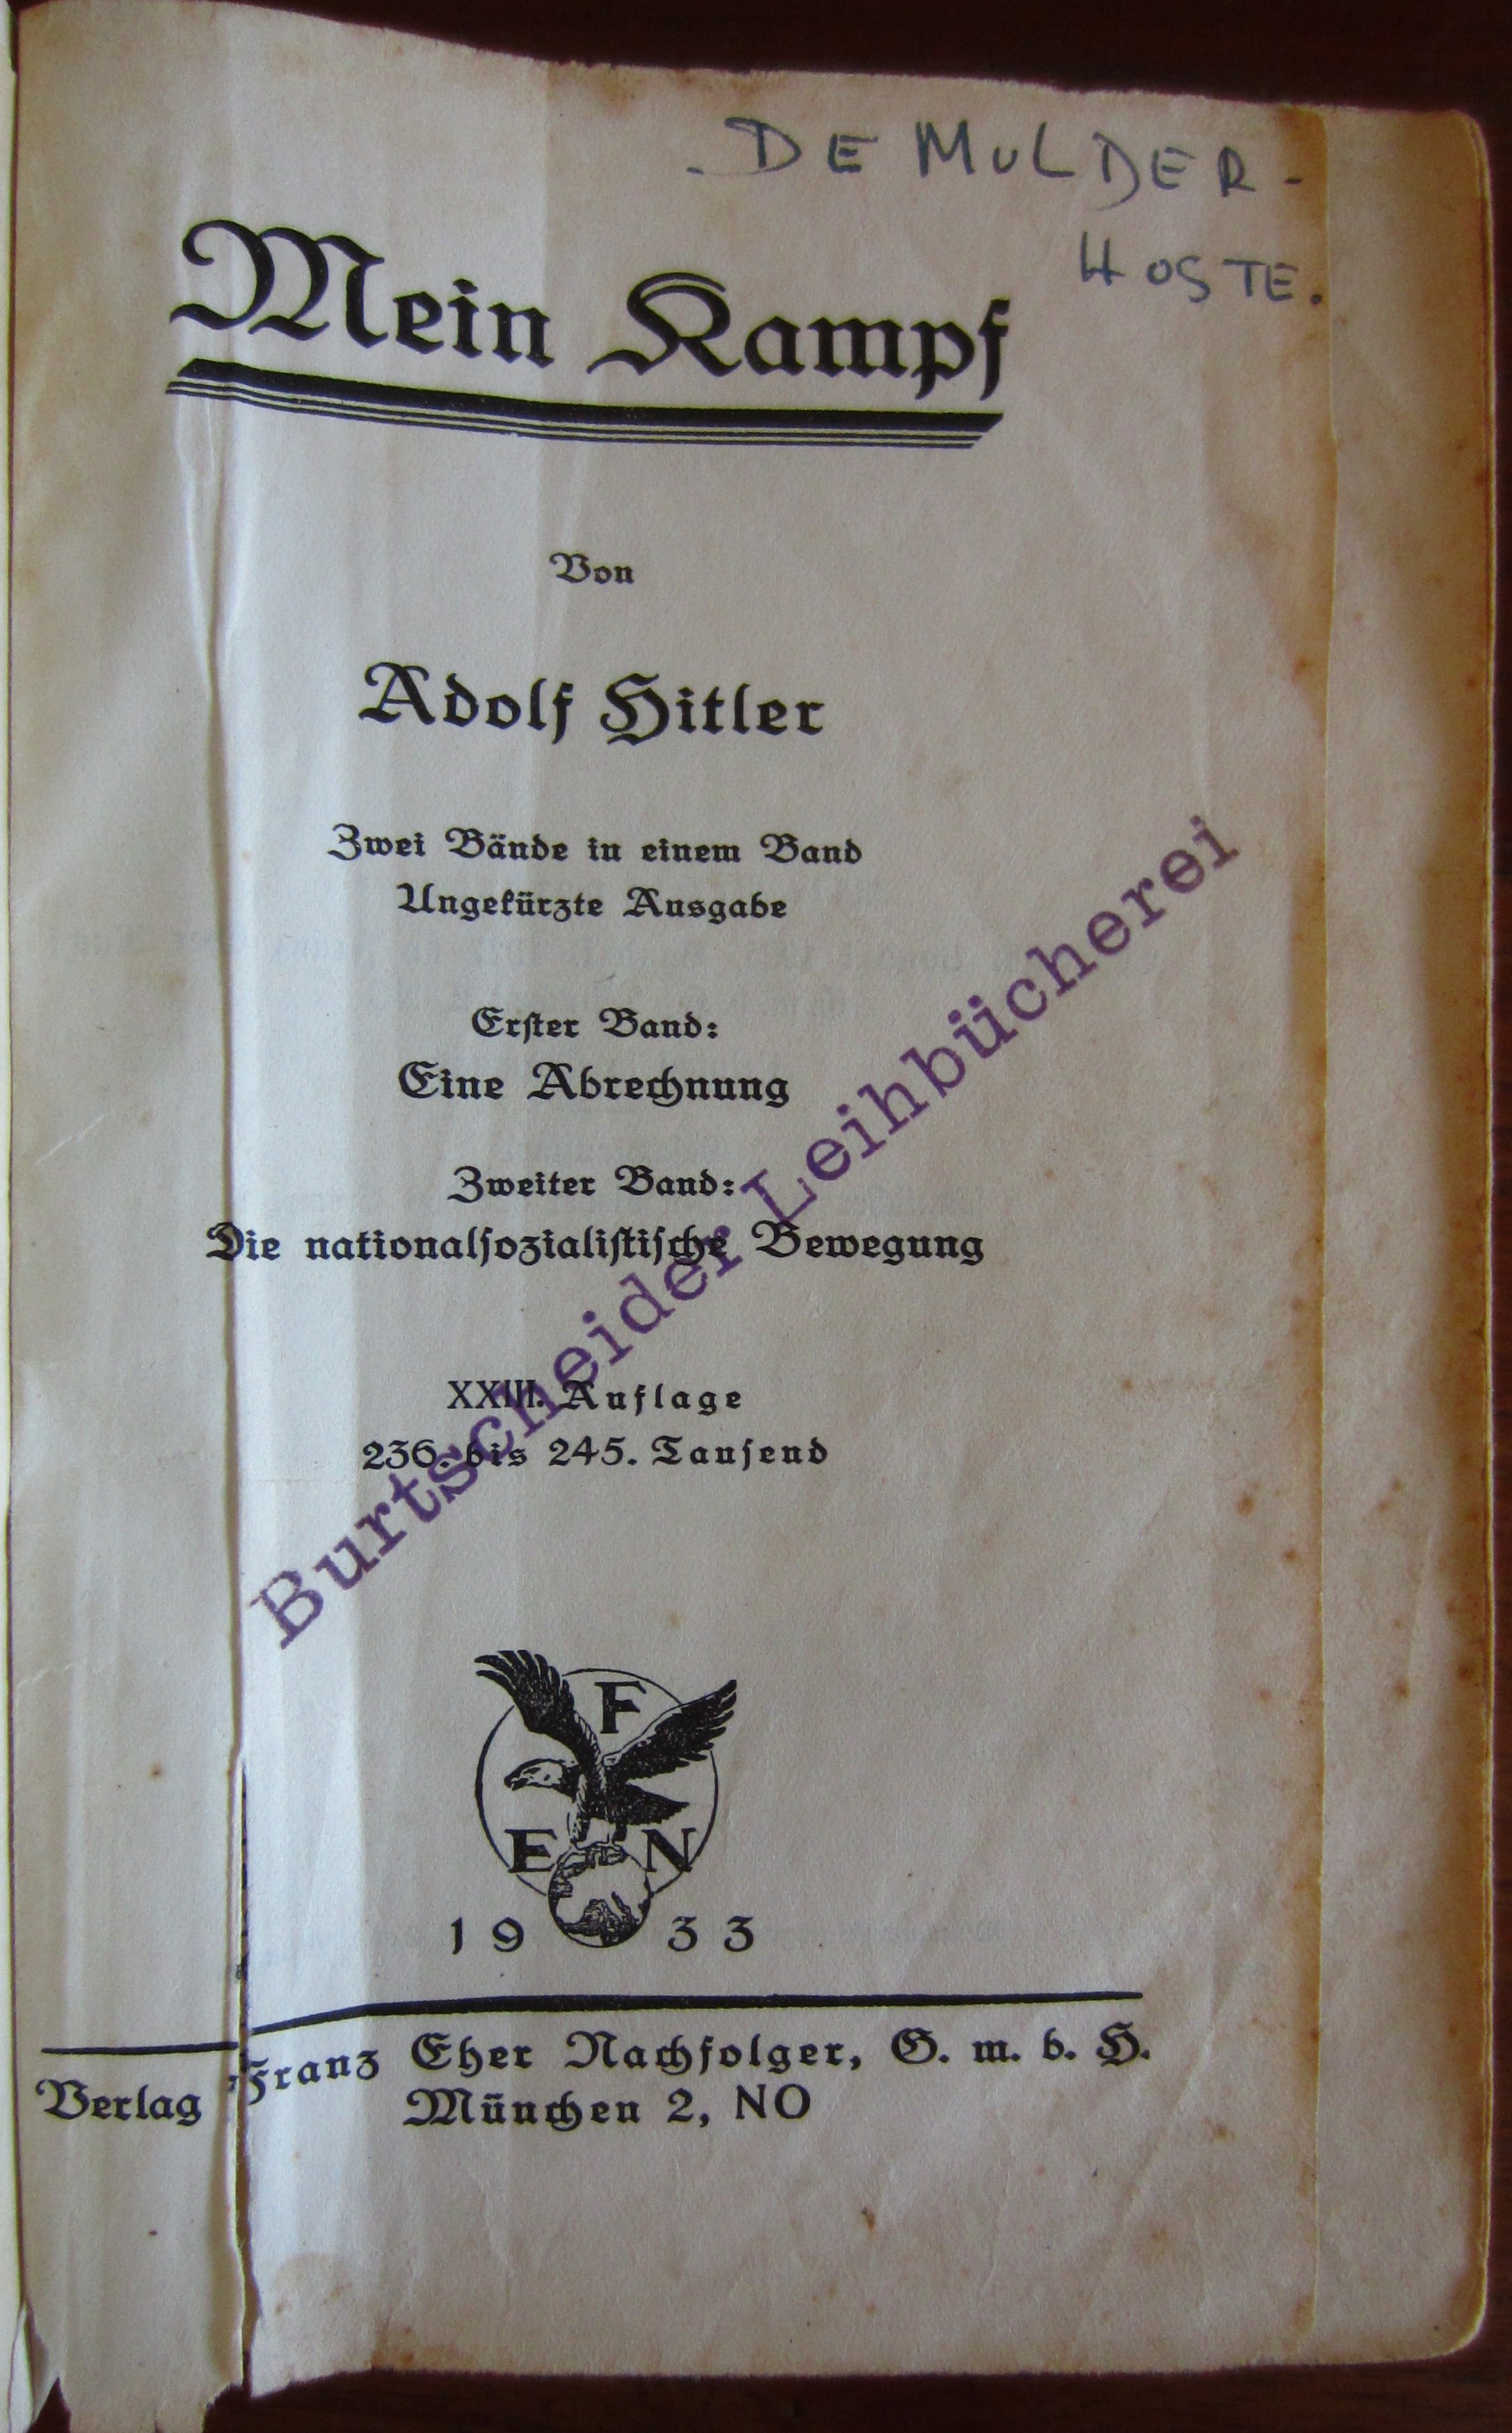 . DE MULDER -
HOSTE.
Mein Kampf
Von
Adolf Hitler
Zwei Bände in einem Band
Ungekürzte Ausgabe
Erster Band:
Eine Abrechnung
Zweiter Band:
Die nationalsozialistische Bewegung
XXIII. Auflage
236. bis 245. Tausend
Burtscheider Leihbücherei
F
E N
1933
Verlag Franz Eher Nachfolger, G. m. b. H.
München 2, NO